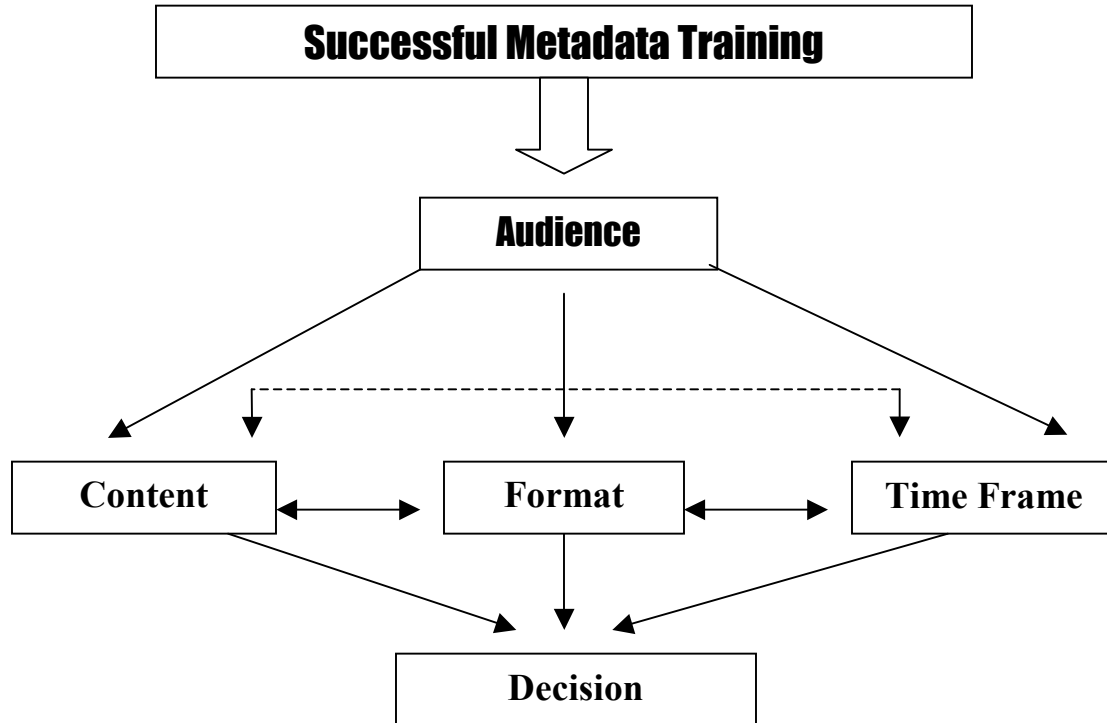 Successful Metadata Training
Audience
Content
Format
Time Frame
Decision